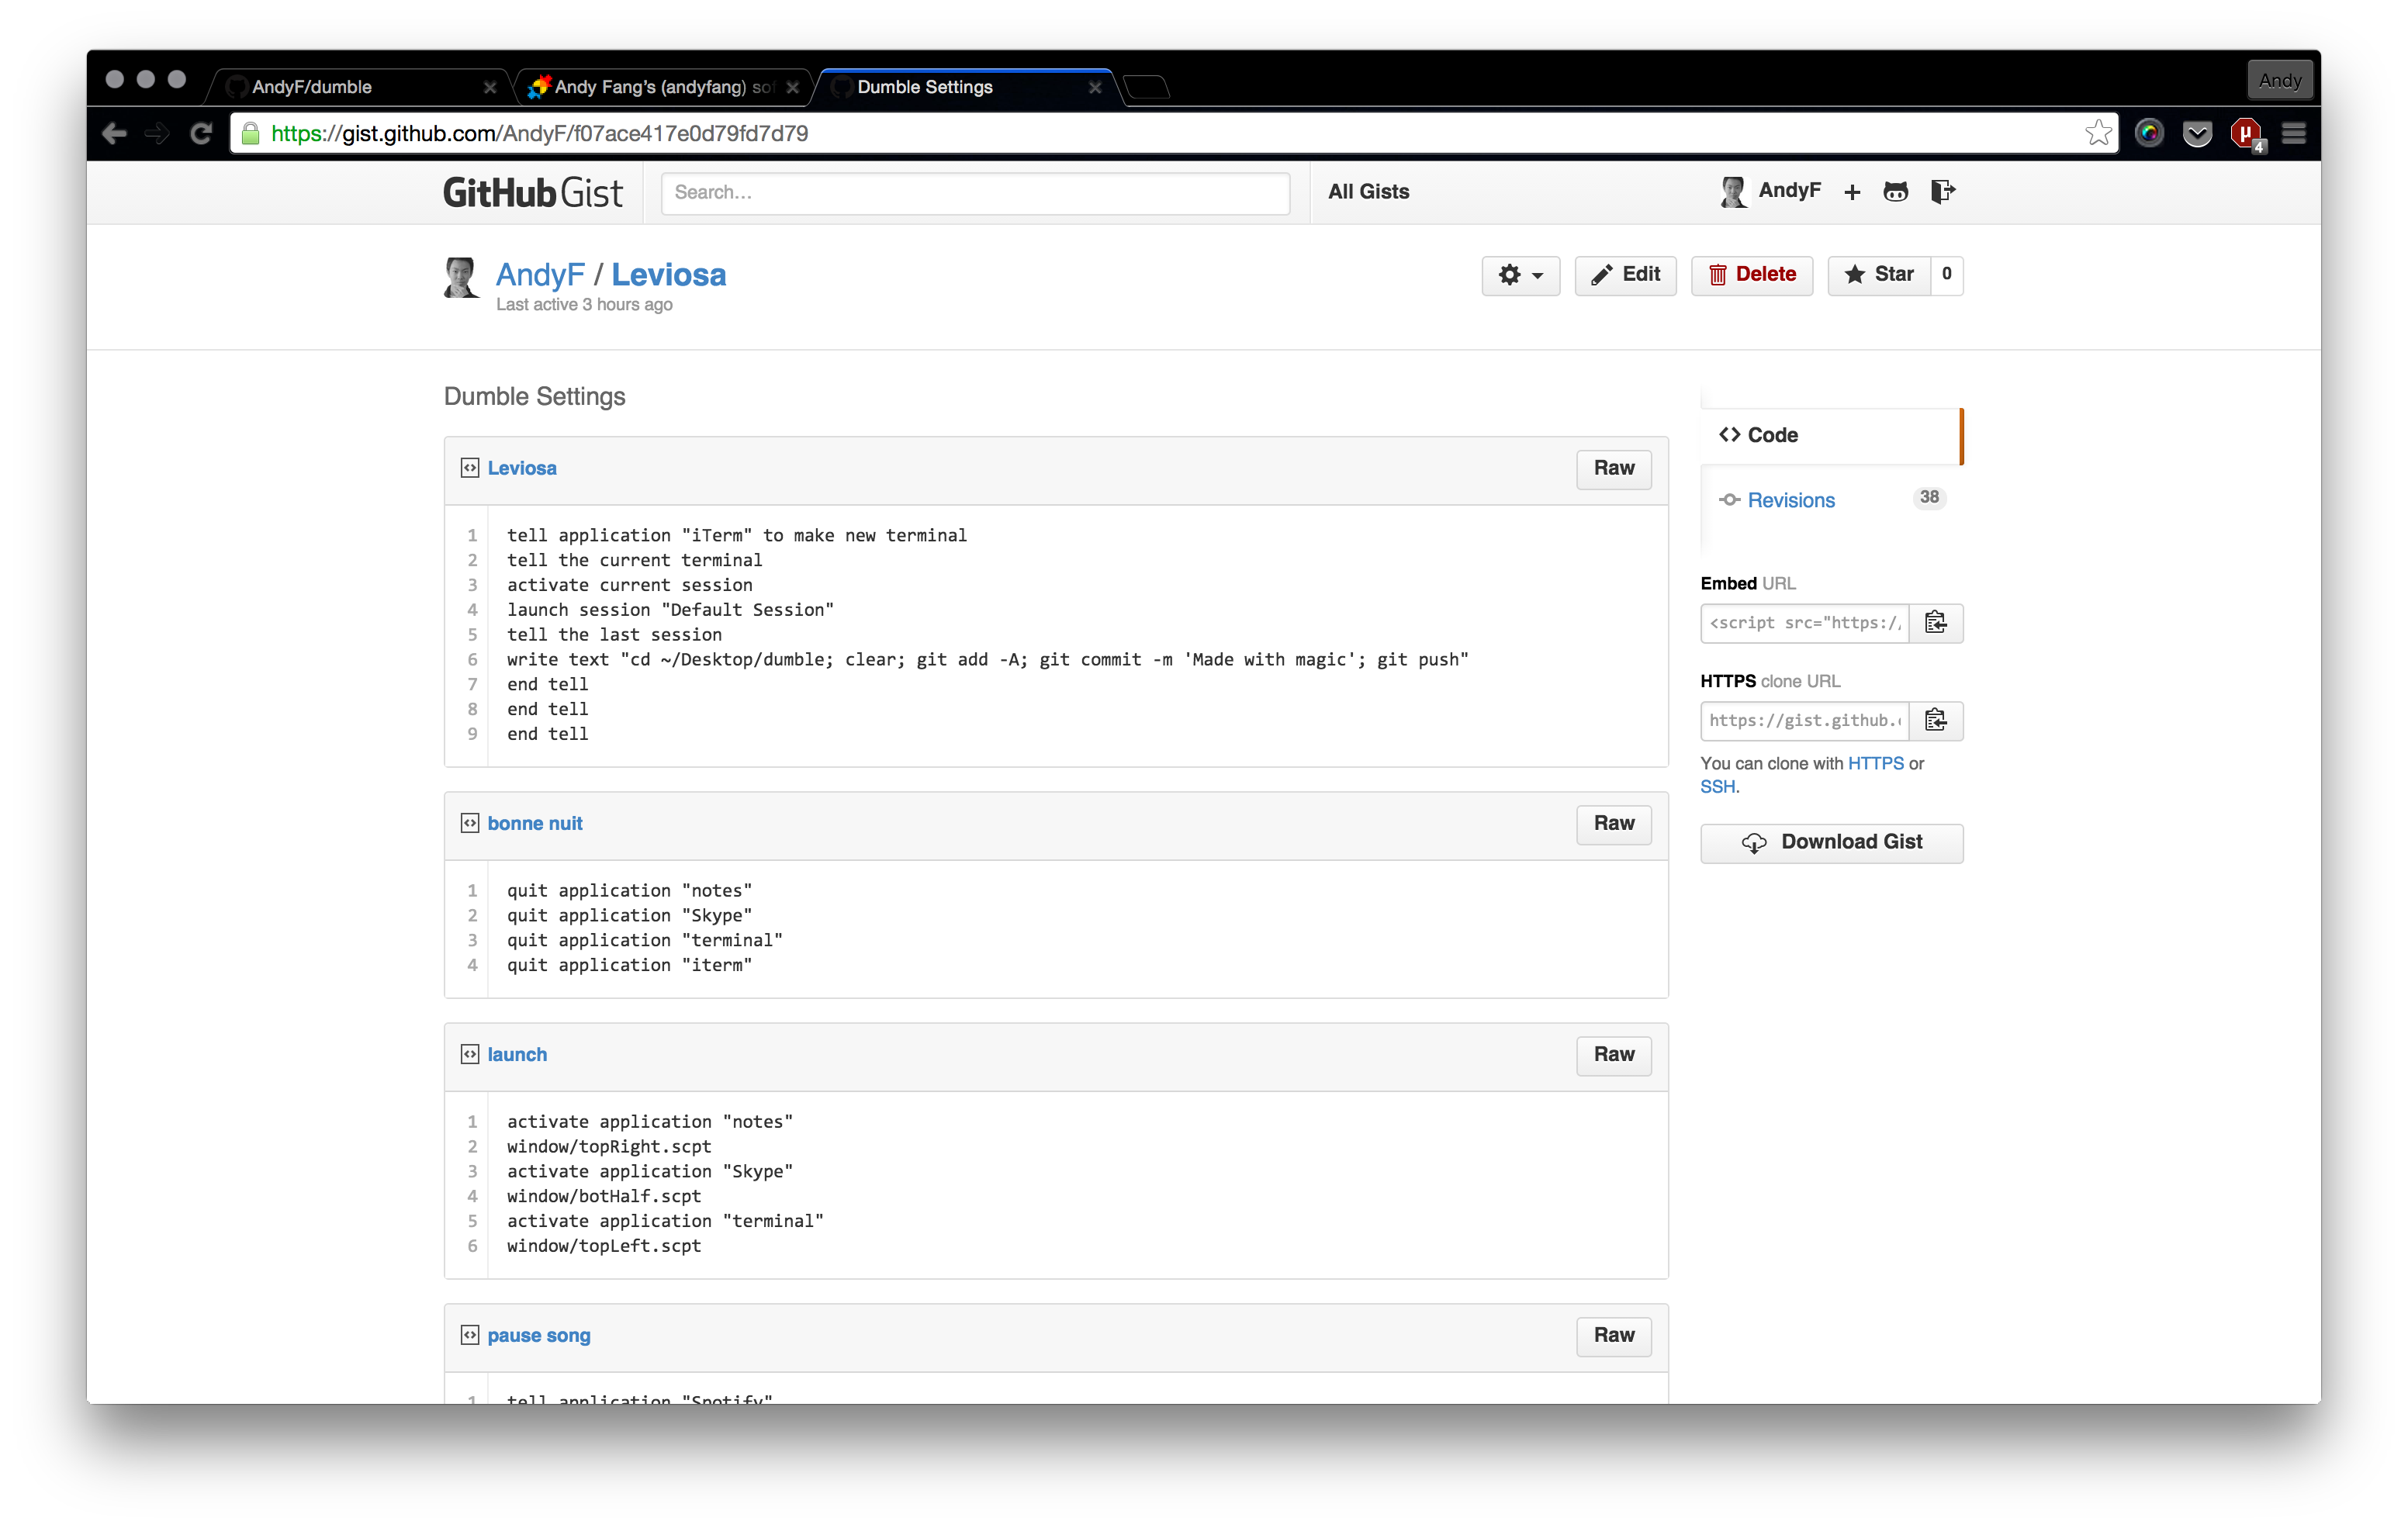 AndyF/dumble
Andy Fang's (andyfang) sof
Dumble Settings
Andy
https://gist.github.com/AndyF/f07ace417e0d79fd7d79
4
GitHub Gist
Search...
All Gists
AndyF
AndyF / Leviosa
Last active 3 hours ago
Edit
Delete
Star
0
Dumble Settings
Leviosa
Raw
1 tell application "iTerm" to make new terminal
2 tell the current terminal
3 activate current session
4 launch session "Default Session"
5 tell the last session
6 write text "cd ~/Desktop/dumble; clear; git add -A; git commit -m 'Made with magic'; git push"
7 end tell
8 end tell
9 end tell
bonne nuit
Raw
1 quit application "notes"
2 quit application "Skype"
3 quit application "terminal"
4 quit application "iterm"
launch
Raw
1 activate application "notes"
2 window/topRight.scpt
3 activate application "Skype"
4 window/botHalf.scpt
5 activate application "terminal"
6 window/topLeft.scpt
pause song
Raw
1 tell application "Spotify"
Code
Revisions
38
Embed URL
<script src="https:/
HTTPS clone URL
https://gist.github.
You can clone with HTTPS or
SSH.
Download Gist